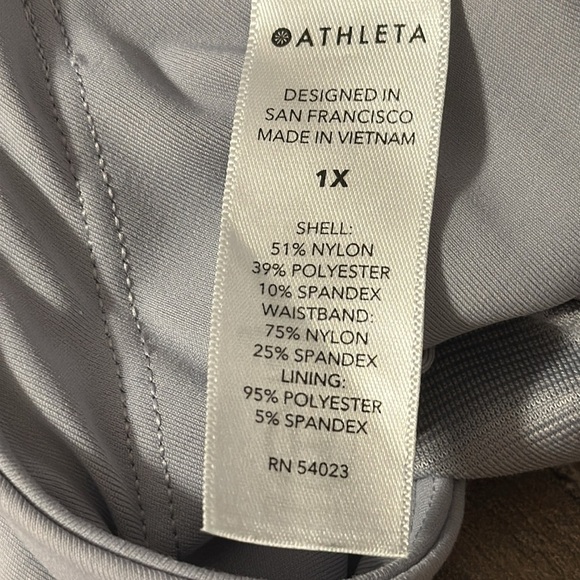 ATHLETA
DESIGNED IN
SAN FRANCISCO
MADE IN VIETNAM
1X
SHELL:
51% NYLON
39% POLYESTER
10% SPANDEX
WAISTBAND:
75% NYLON
25% SPANDEX
LINING:
95% POLYESTER
5% SPANDEX
RN 54023